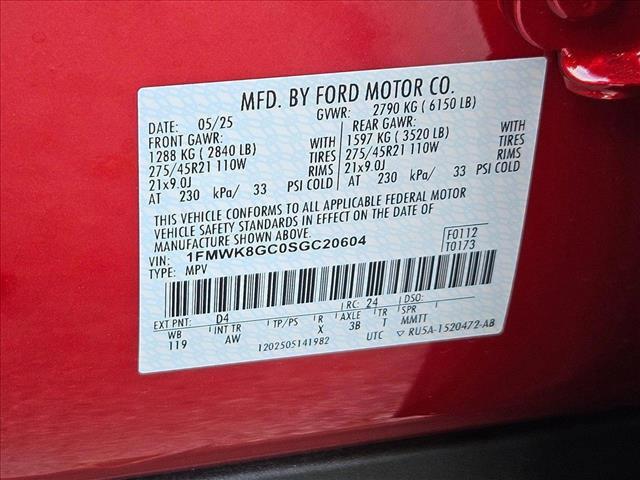 MFD. BY FORD MOTOR CO.
DATE: 05/25 GVWR: 2790 KG ( 6150 LB)
FRONT GAWR: REAR GAWR:
1288 KG ( 2840 LB) WITH 1597 KG ( 3520 LB) WITH
275/45R21 110W TIRES 275/45R21 110W TIRES
21x9.0J RIMS 21x9.0J RIMS
AT 230 kPa/ 33 PSI COLD AT 230 kPa/ 33 PSI COLD
THIS VEHICLE CONFORMS TO ALL APPLICABLE FEDERAL MOTOR
VEHICLE SAFETY STANDARDS IN EFFECT ON THE DATE OF
MANUFACTURE SHOWN ABOVE.
VIN: 1FMWK8GC0SGC20604 F0112
TYPE: MPV T0173
EXT PNT: D4 RC: 24 DSO:
WB INT TR TP/PS R AXLE TR SPR
119 AW X 3B T MMTT
1202505141982 UTC ▽ RU5A-1520472-AB